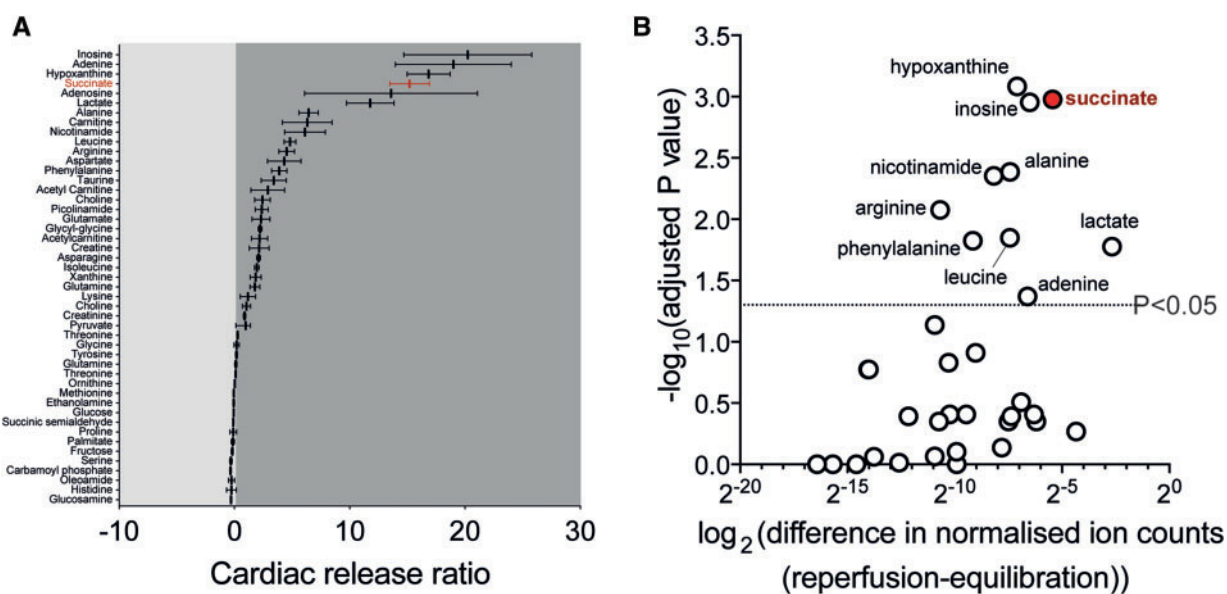 A
Inosine
Adenine
Hypoxanthine
Succinate
Adenosine
Lactate
Alanine
Carnitine
Nicotinamide
Leucine
Arginine
Aspartate
Phenylalanine
Taurine
Acetyl Carnitine
Choline
Picolinamide
Glutamate
Glycyl-glycine
Acetylcarnitine
Creatine
Asparagine
Isoleucine
Xanthine
Glutamine
Lysine
Choline
Creatinine
Pyruvate
Threonine
Glycine
Tyrosine
Glutamine
Threonine
Ornithine
Methionine
Ethanolamine
Glucose
Succinic semialdehyde
Proline
Palmitate
Fructose
Serine
Carbamoyl phosphate
Oleoamide
Histidine
Glucosamine
-10 0 10 20 30
Cardiac release ratio
B
-log10(adjusted P value)
3.5
3.0
2.5
2.0
1.5
1.0
0.5
0.0
hypoxanthine
inosine
succinate
nicotinamide
alanine
arginine
phenylalanine
leucine
lactate
adenine
P<0.05
2-20 2-15 2-10 2-5 20
log2(difference in normalised ion counts
(reperfusion-equilibration))